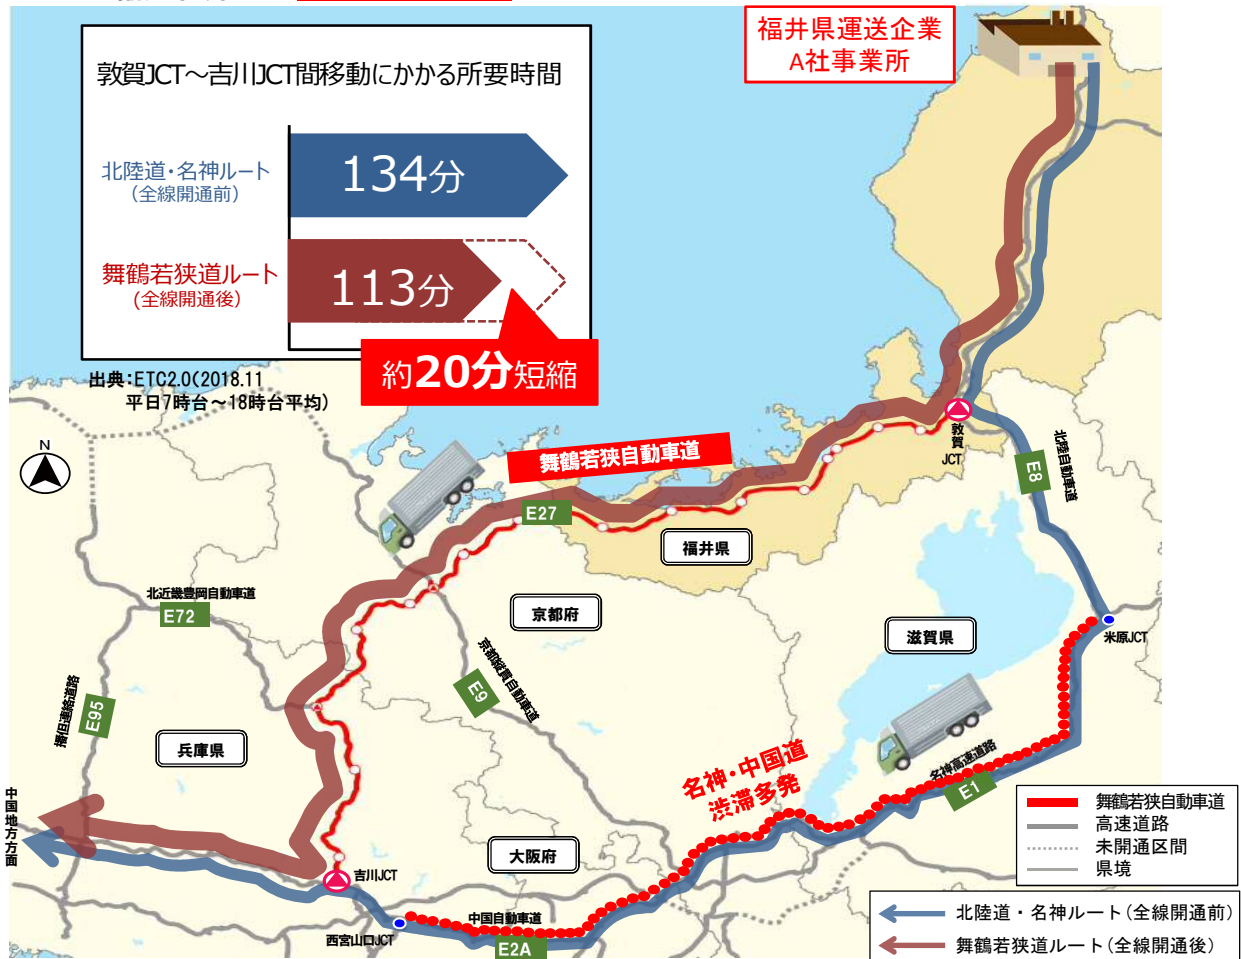 福井県運送企業
A社事業所
敦賀JCT～吉川JCT間移動にかかる所要時間
北陸道・名神ルート
(全線開通前)
134分
舞鶴若狭道ルート
(全線開通後)
113分
約20分短縮
出典：ETC2.0(2018.11
平日7時台～18時台平均)
N
舞鶴若狭自動車道
E27
敦賀
JCT
北陸自動車道
E8
福井県
北近畿豊岡自動車道
E72
京都府
滋賀県
米原JCT
京都縦貫自動車道
E9
播但連絡道路
E95
兵庫県
名神・中国道
渋滞多発
名神高速道路
E1
中国地方方面
大阪府
吉川JCT
中国自動車道
西宮山口JCT
E2A
舞鶴若狭自動車道
高速道路
未開通区間
県境
北陸道・名神ルート(全線開通前)
舞鶴若狭道ルート(全線開通後)